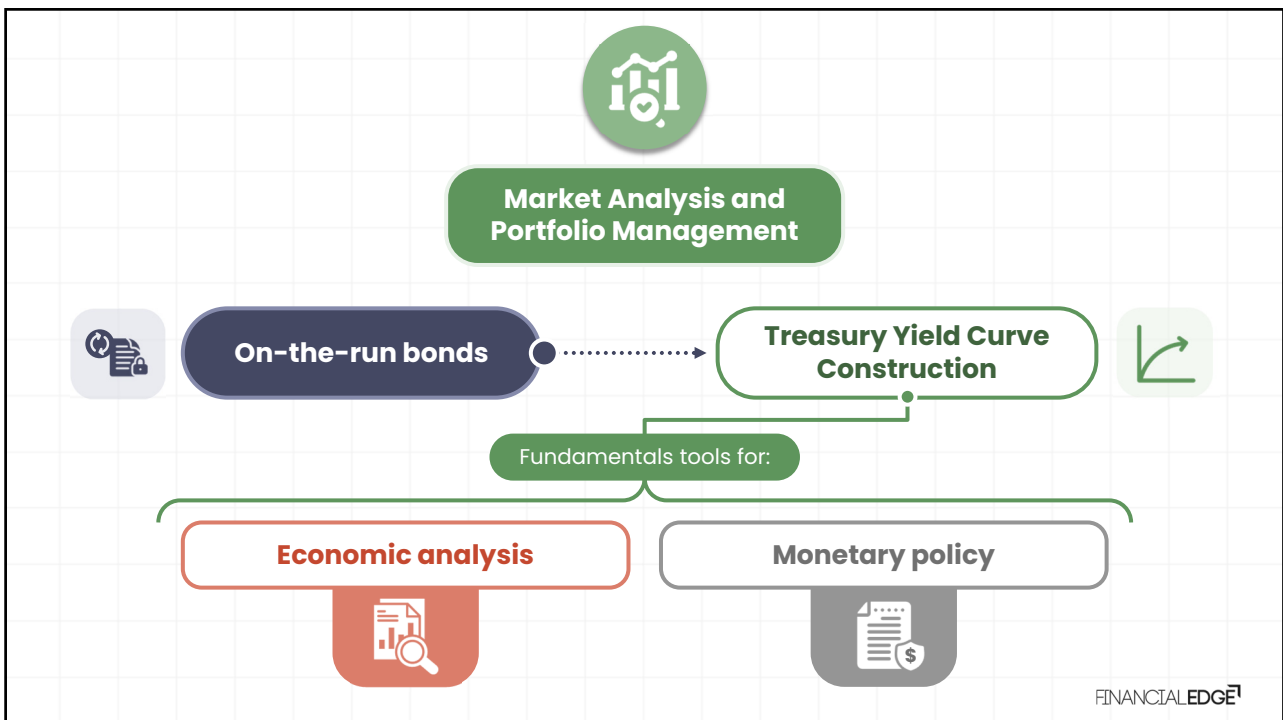 Market Analysis and
Portfolio Management
On-the-run bonds
Treasury Yield Curve
Construction
Fundamentals tools for:
Economic analysis
Monetary policy
$
FINANCIALEDGE